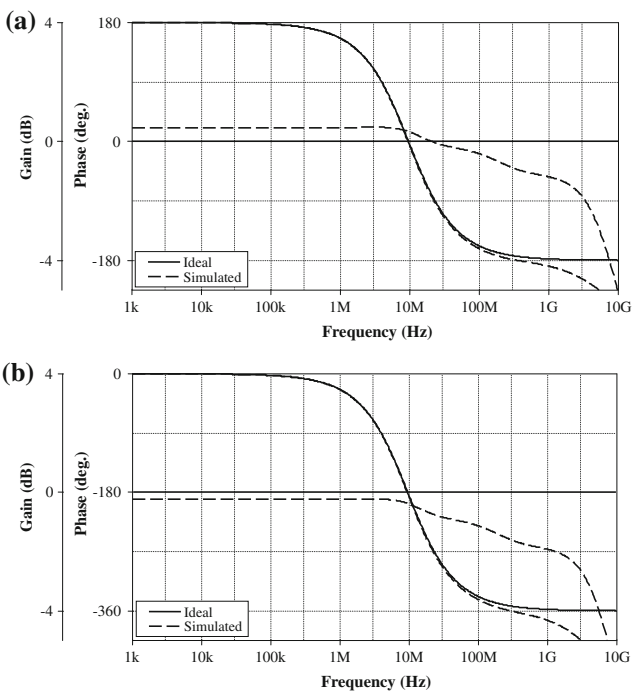 (a)
4
180
Gain (dB)
Phase (deg.)
0
0
-4
-180
Ideal
Simulated
1k 10k 100k 1M 10M 100M 1G 10G
Frequency (Hz)
(b)
4
0
Gain (dB)
Phase (deg.)
0
-180
-4
-360
Ideal
Simulated
1k 10k 100k 1M 10M 100M 1G 10G
Frequency (Hz)